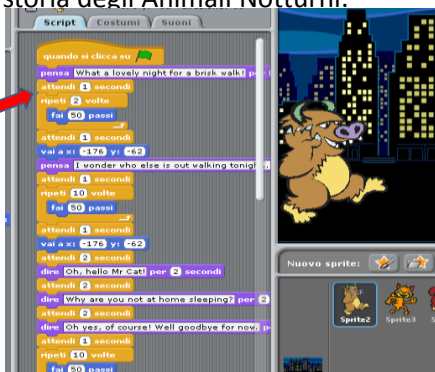 storia degli Animali Notturni.
Script Costumi Suoni
quando si clicca su
pensa What a lovely night for a brisk walk! per
attendi 1 secondi
ripeti 2 volte
fai 50 passi
attendi 1 secondi
vai a x: -176 y: -62
pensa I wonder who else is out walking tonigh
attendi 1 secondi
ripeti 10 volte
fai 50 passi
attendi 1 secondi
vai a x: -176 y: -62
attendi 2 secondi
dire Oh, hello Mr Cat! per 2 secondi
attendi 2 secondi
dire Why are you not at home sleeping? per 2
attendi 2 secondi
dire Oh yes, of course! Well goodbye for now. p
attendi 1 secondi
ripeti 10 volte
fai 50 passi
Nuovo sprite:
Sprite2 Sprite3 S